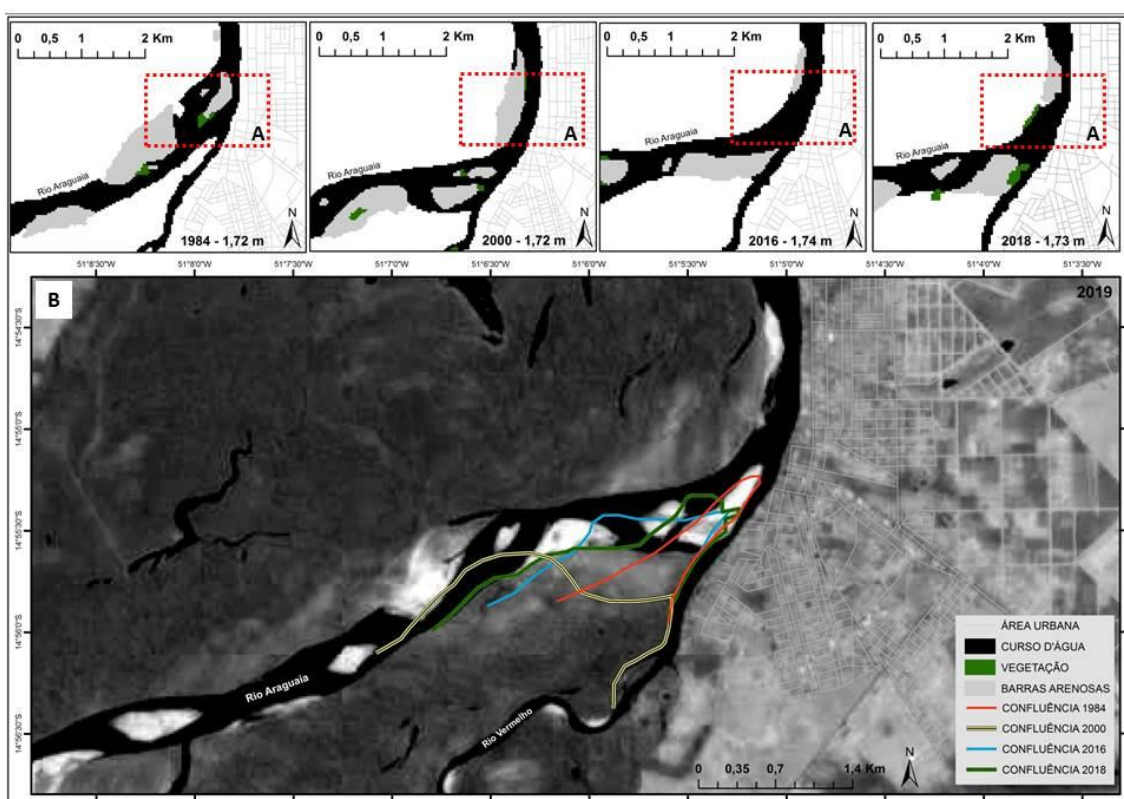 0 0,5 1 2 Km
Rio Araguaia
A
N
1984 - 1,72 m
0 0,5 1 2 Km
Rio Araguaia
A
N
2000 - 1,72 m
0 0,5 1 2 Km
Rio Araguaia
A
N
2016 - 1,74 m
0 0,5 1 2 Km
Rio Araguaia
A
N
2018 - 1,73 m
51°8'30"W 51°8'0"W 51°7'30"W 51°7'0"W 51°6'30"W 51°6'0"W 51°5'30"W 51°5'0"W 51°4'30"W 51°4'0"W 51°3'30"W
B
2019
14°54'30"S
14°55'0"S
14°55'30"S
14°56'0"S
14°56'30"S
Rio Araguaia
Rio Vermelho
ÁREA URBANA
CURSO D'ÁGUA
VEGETAÇÃO
BARRAS ARENOSAS
CONFLUÊNCIA 1984
CONFLUÊNCIA 2000
CONFLUÊNCIA 2016
CONFLUÊNCIA 2018
N
0 0,35 0,7 1,4 Km